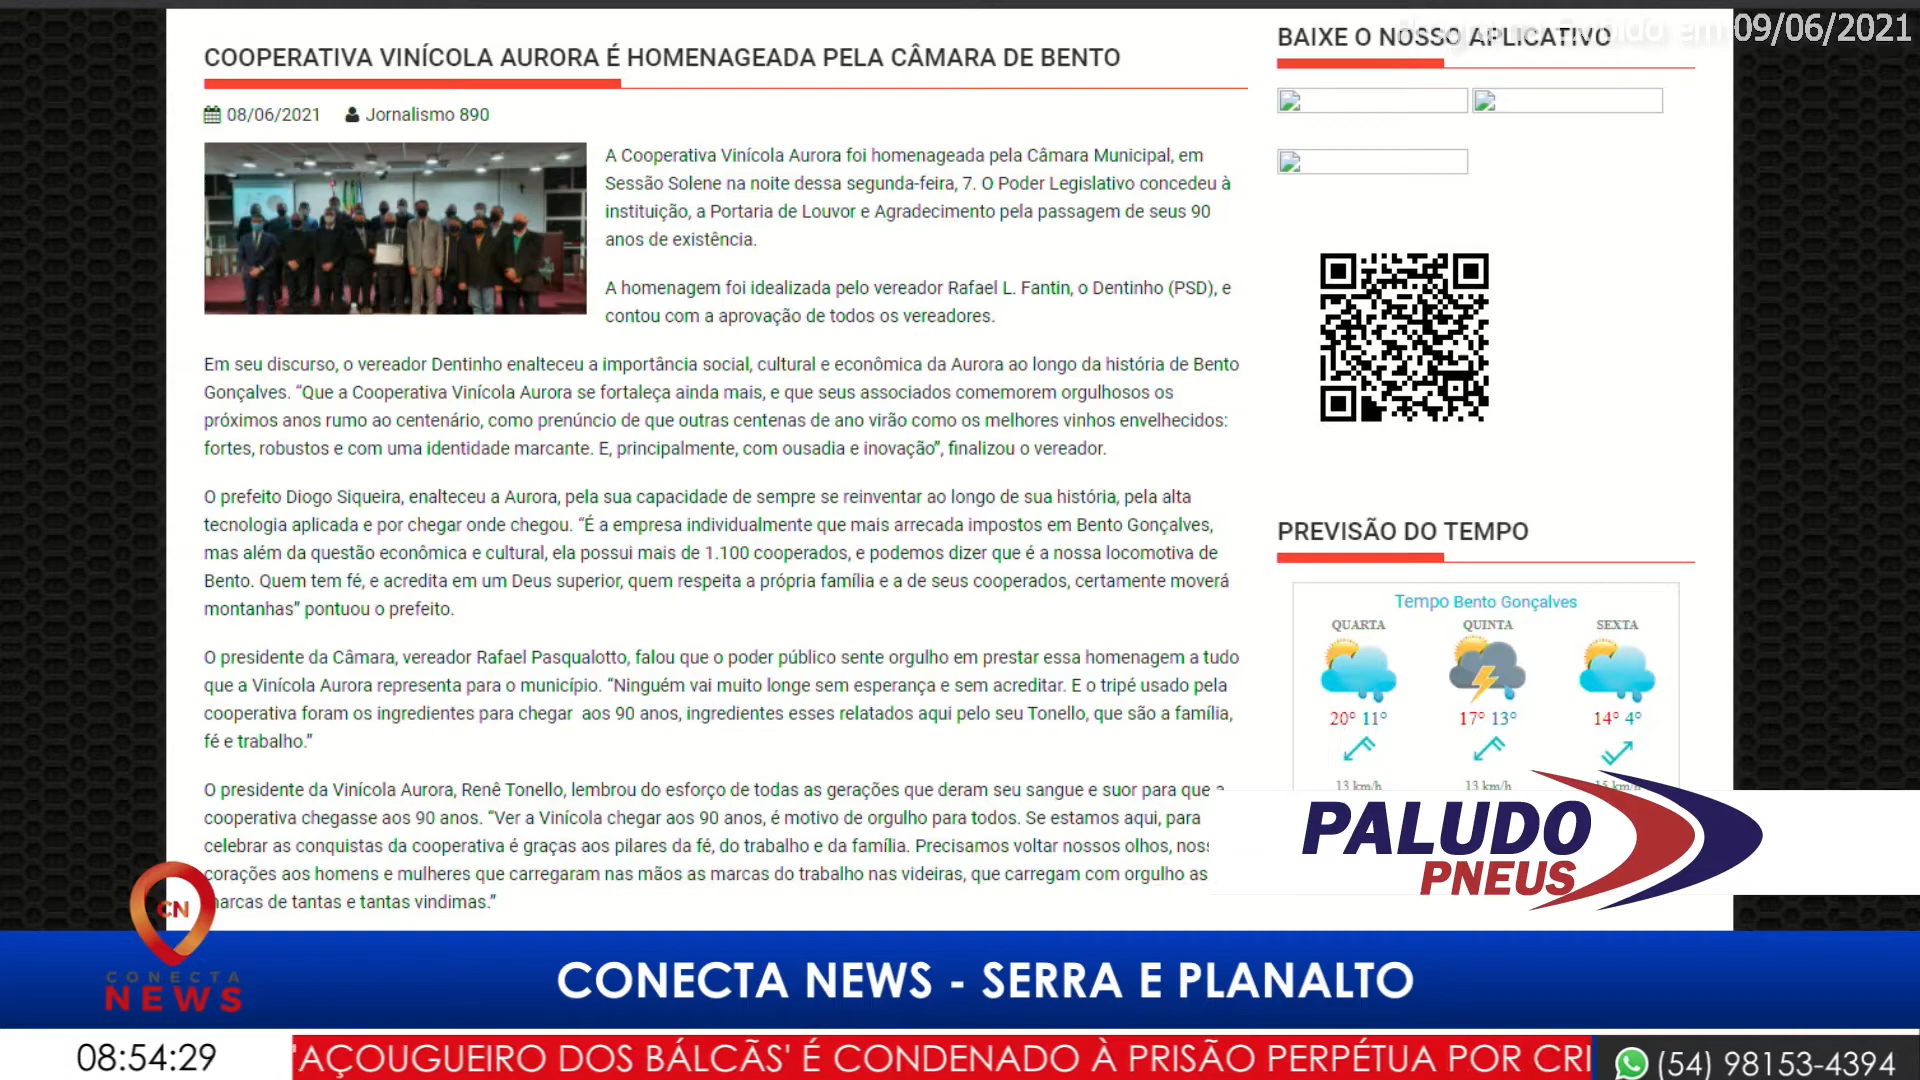 em 09/06/2021
COOPERATIVA VINÍCOLA AURORA É HOMENAGEADA PELA CÂMARA DE BENTO
08/06/2021 Jornalismo 890
A Cooperativa Vinícola Aurora foi homenageada pela Câmara Municipal, em
Sessão Solene na noite dessa segunda-feira, 7. O Poder Legislativo concedeu à
instituição, a Portaria de Louvor e Agradecimento pela passagem de seus 90
anos de existência.
A homenagem foi idealizada pelo vereador Rafael L. Fantin, o Dentinho (PSD), e
contou com a aprovação de todos os vereadores.
Em seu discurso, o vereador Dentinho enalteceu a importância social, cultural e econômica da Aurora ao longo da história de Bento
Gonçalves. “Que a Cooperativa Vinícola Aurora se fortaleça ainda mais, e que seus associados comemorem orgulhosos os
próximos anos rumo ao centenário, como prenúncio de que outras centenas de ano virão como os melhores vinhos envelhecidos:
fortes, robustos e com uma identidade marcante. E, principalmente, com ousadia e inovação”, finalizou o vereador.
O prefeito Diogo Siqueira, enalteceu a Aurora, pela sua capacidade de sempre se reinventar ao longo de sua história, pela alta
tecnologia aplicada e por chegar onde chegou. “É a empresa individualmente que mais arrecada impostos em Bento Gonçalves,
mas além da questão econômica e cultural, ela possui mais de 1.100 cooperados, e podemos dizer que é a nossa locomotiva de
Bento. Quem tem fé, e acredita em um Deus superior, quem respeita a própria família e a de seus cooperados, certamente moverá
montanhas” pontuou o prefeito.
O presidente da Câmara, vereador Rafael Pasqualotto, falou que o poder público sente orgulho em prestar essa homenagem a tudo
que a Vinícola Aurora representa para o município. “Ninguém vai muito longe sem esperança e sem acreditar. E o tripé usado pela
cooperativa foram os ingredientes para chegar aos 90 anos, ingredientes esses relatados aqui pelo seu Tonello, que são a família,
fé e trabalho.”
O presidente da Vinícola Aurora, Renê Tonello, lembrou do esforço de todas as gerações que deram seu sangue e suor para que a
cooperativa chegasse aos 90 anos. “Ver a Vinícola chegar aos 90 anos, é motivo de orgulho para todos. Se estamos aqui, para
celebrar as conquistas da cooperativa é graças aos pilares da fé, do trabalho e da família. Precisamos voltar nossos olhos,
corações aos homens e mulheres que carregaram nas mãos as marcas do trabalho nas videiras, que carregam com orgulho as
marcas de tantas e tantas vindimas.”
BAIXE O NOSSO APLICATIVO
PREVISÃO DO TEMPO
Tempo Bento Gonçalves
QUARTA QUINTA SEXTA
20° 11° 17° 13° 14° 4°
13 km/h 13 km/h 15 km/h
PALUDO
PNEUS
CN
CONECTA
NEWS
CONECTA NEWS - SERRA E PLANALTO
08:54:29
'AÇOUGUEIRO DOS BÁLCÃS' É CONDENADO À PRISÃO PERPÉTUA POR CRI
(54) 98153-4394